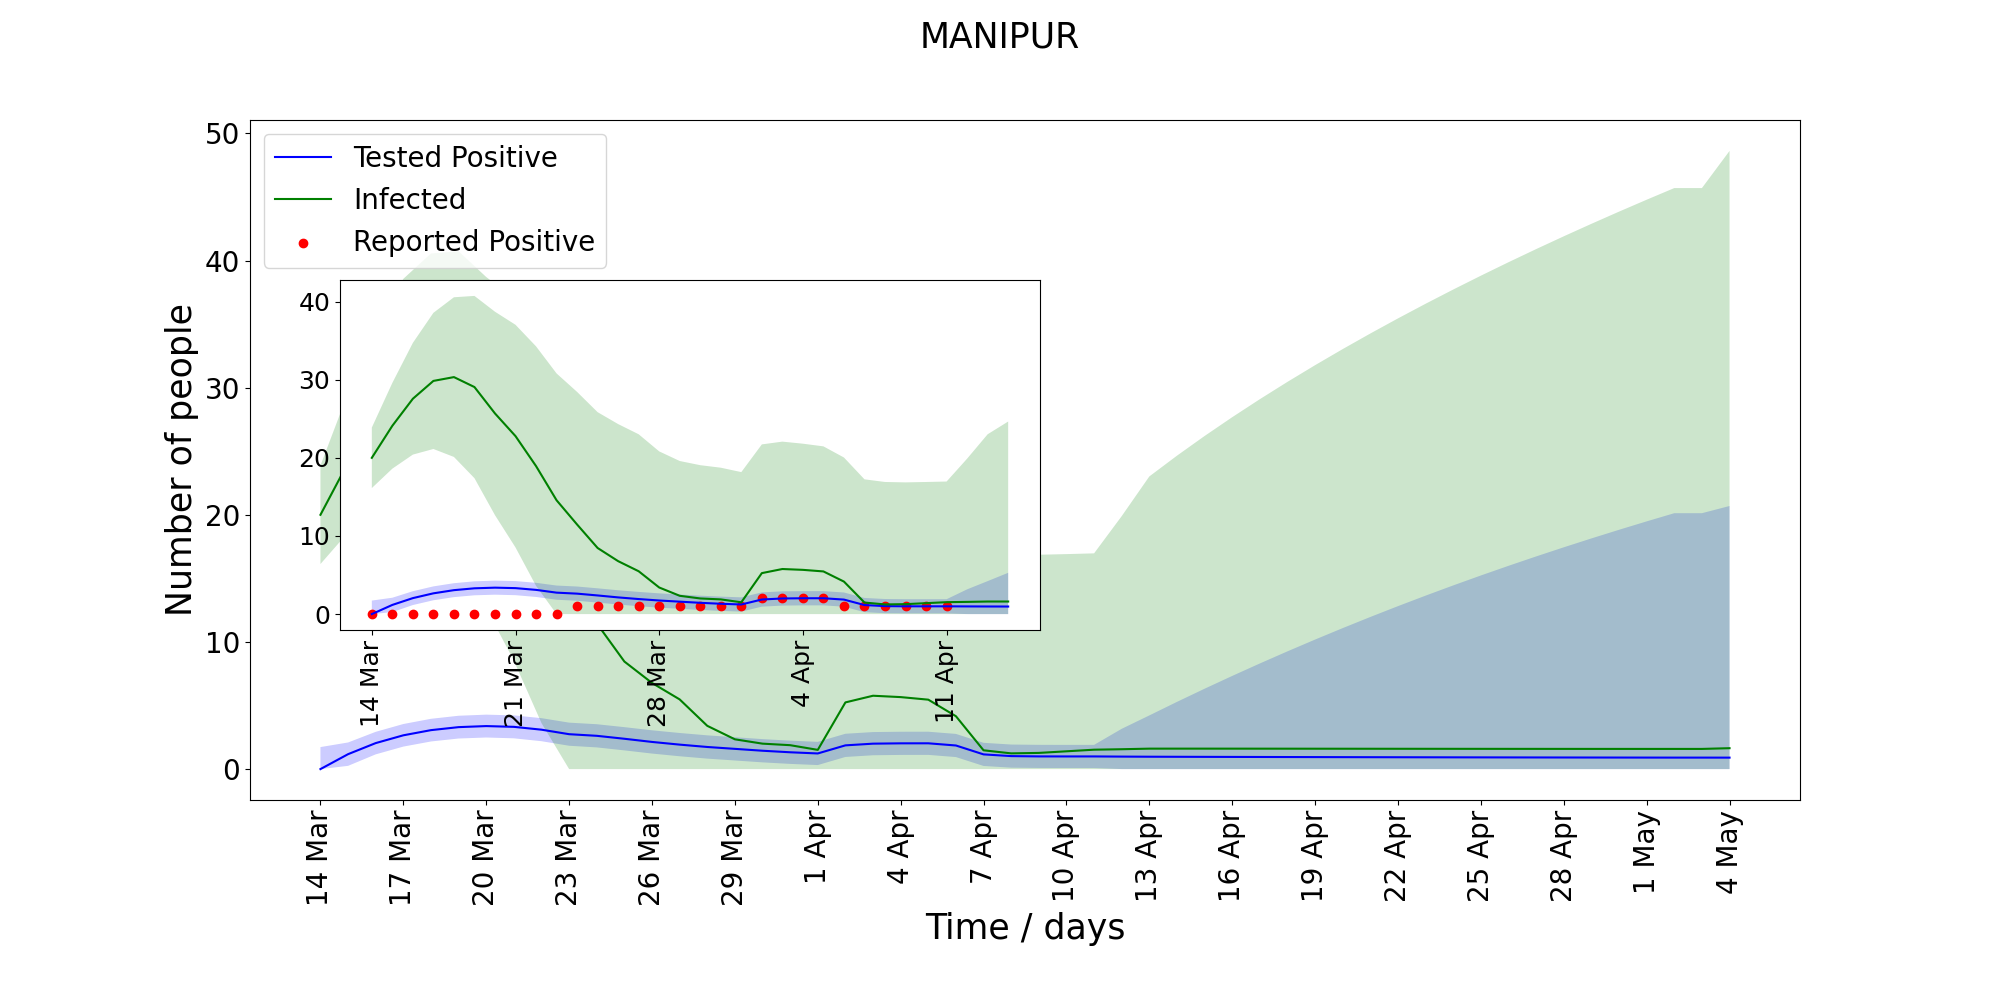 MANIPUR
Number of people
50
40
30
20
10
0
Tested Positive
Infected
Reported Positive
40
30
20
10
0
14 Mar
21 Mar
28 Mar
4 Apr
11 Apr
14 Mar
17 Mar
20 Mar
23 Mar
26 Mar
29 Mar
1 Apr
4 Apr
7 Apr
10 Apr
13 Apr
16 Apr
19 Apr
22 Apr
25 Apr
28 Apr
1 May
4 May
Time / days